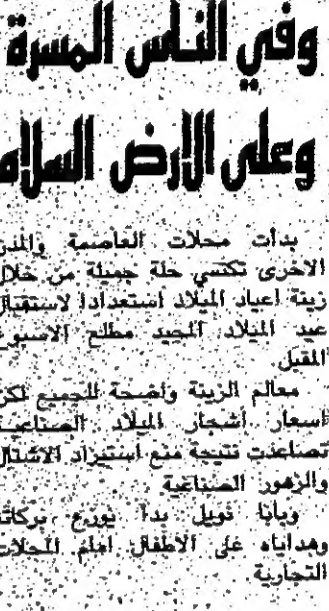 وفي الناس المسرة
وعلى الارض السلام
بدأت محلات العاصمة والمدن
الاخرى تكتسي حلة جميلة من خلال
زينة اعياد الميلاد استعدادا لاستقبال
عيد الميلاد المجيد مطلع الاسبوع
المقبل.
معالم الزينة واضحة للجميع لكن
اسعار أشجار الميلاد الصناعية
تصاعدت نتيجة منع استيراد الاشتال
والزهور الصناعية.
وبابا نويل بدأ يوزع بركاته
وهداياه على الاطفال امام المحلات
التجارية.